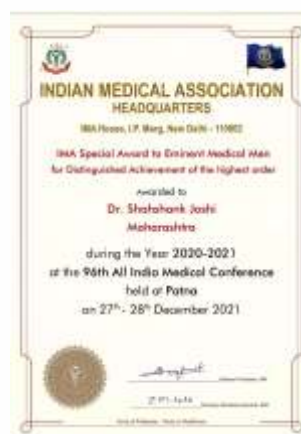 INDIAN MEDICAL ASSOCIATION
HEADQUARTERS
IMA House, I.P. Marg, New Delhi - 110002
IMA Special Award to Eminent Medical Men
for Distinguished Achievement of the highest order
awarded to
Dr. Shashank Joshi
Maharashtra
during the Year 2020-2021
at the 96th All India Medical Conference
held at Patna
on 27th - 28th December 2021